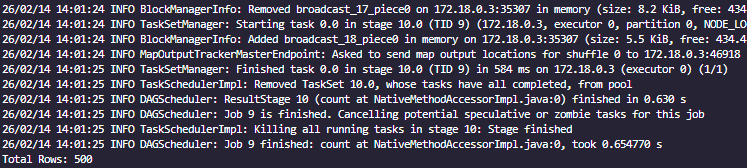 26/02/14 14:01:24 INFO BlockManagerInfo: Removed broadcast_17_piece0 on 172.18.0.3:35307 in memory (size: 8.2 KiB, free: 434
26/02/14 14:01:24 INFO TaskSetManager: Starting task 0.0 in stage 10.0 (TID 9) (172.18.0.3, executor 0, partition 0, NODE_LO
26/02/14 14:01:24 INFO BlockManagerInfo: Added broadcast_18_piece0 in memory on 172.18.0.3:35307 (size: 5.5 KiB, free: 434.4
26/02/14 14:01:24 INFO MapOutputTrackerMasterEndpoint: Asked to send map output locations for shuffle 0 to 172.18.0.3:46918
26/02/14 14:01:25 INFO TaskSetManager: Finished task 0.0 in stage 10.0 (TID 9) in 584 ms on 172.18.0.3 (executor 0) (1/1)
26/02/14 14:01:25 INFO TaskSchedulerImpl: Removed TaskSet 10.0, whose tasks have all completed, from pool
26/02/14 14:01:25 INFO DAGScheduler: ResultStage 10 (count at NativeMethodAccessorImpl.java:0) finished in 0.630 s
26/02/14 14:01:25 INFO DAGScheduler: Job 9 is finished. Cancelling potential speculative or zombie tasks for this job
26/02/14 14:01:25 INFO TaskSchedulerImpl: Killing all running tasks in stage 10: Stage finished
26/02/14 14:01:25 INFO DAGScheduler: Job 9 finished: count at NativeMethodAccessorImpl.java:0, took 0.654770 s
Total Rows: 500